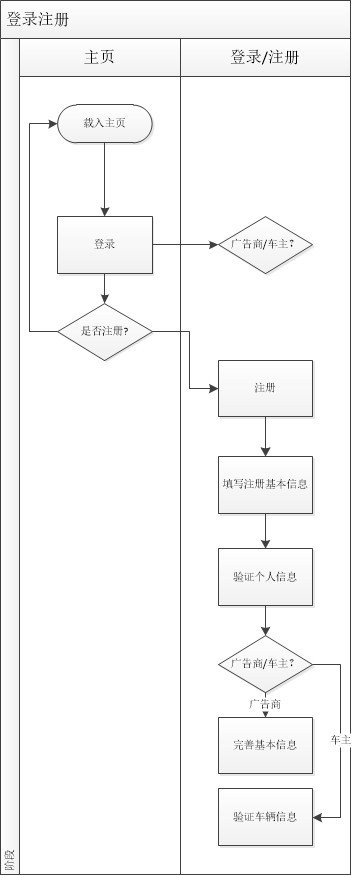 登录注册
主页
登录/注册
载入主页
登录
广告商/车主?
是否注册?
注册
填写注册基本信息
验证个人信息
广告商/车主?
广告商
车主
完善基本信息
验证车辆信息
阶段